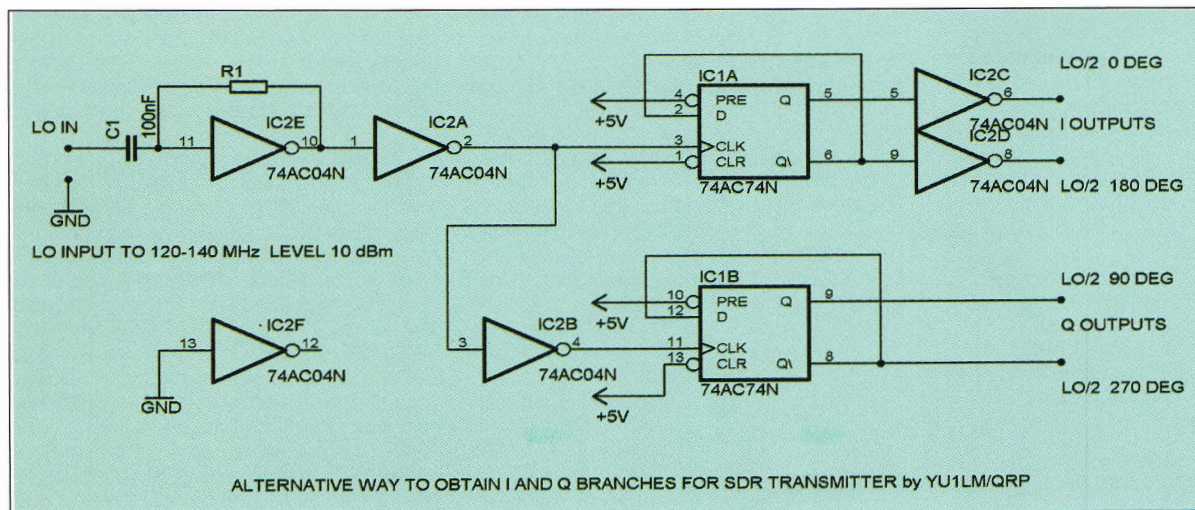 R1
C1
100nF
LO IN
GND
11
IC2E
10
74AC04N
1
IC2A
2
74AC04N
LO INPUT TO 120-140 MHz LEVEL 10 dBm
13
IC2F
12
74AC04N
GND
3
IC2B
4
74AC04N
IC1A
4
PRE
Q
5
2
D
+5V
3
CLK
1
CLR
Q\
6
+5V
74AC74N
5
IC2C
6
74AC04N
9
IC2D
8
74AC04N
LO/2 0 DEG
I OUTPUTS
LO/2 180 DEG
IC1B
10
PRE
Q
9
12
D
+5V
11
CLK
13
CLR
Q\
8
+5V
74AC74N
LO/2 90 DEG
Q OUTPUTS
LO/2 270 DEG
ALTERNATIVE WAY TO OBTAIN I AND Q BRANCHES FOR SDR TRANSMITTER by YU1LM/QRP